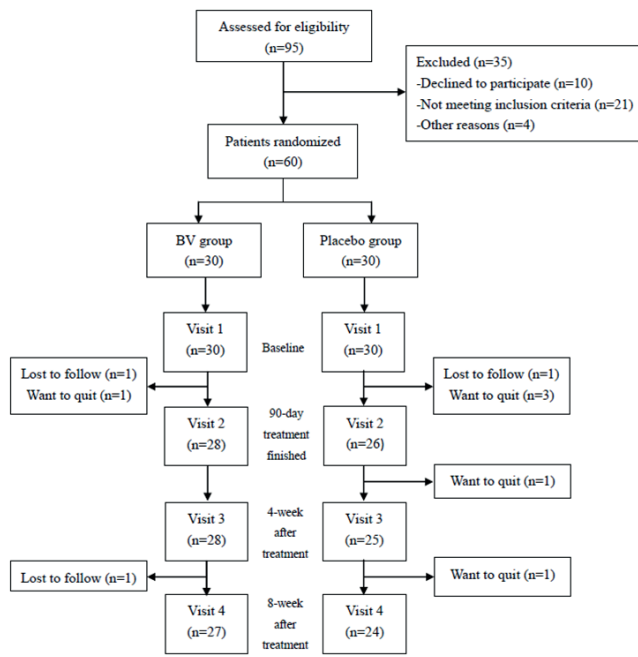 Assessed for eligibility
(n=95)
Excluded (n=35)
-Declined to participate (n=10)
-Not meeting inclusion criteria (n=21)
-Other reasons (n=4)
Patients randomized
(n=60)
BV group
(n=30)
Placebo group
(n=30)
Visit 1
(n=30)
Baseline
Visit 1
(n=30)
Lost to follow (n=1)
Want to quit (n=1)
Lost to follow (n=1)
Want to quit (n=3)
Visit 2
(n=28)
90-day
treatment
finished
Visit 2
(n=26)
Want to quit (n=1)
Visit 3
(n=28)
4-week
after
treatment
Visit 3
(n=25)
Lost to follow (n=1)
Want to quit (n=1)
Visit 4
(n=27)
8-week
after
treatment
Visit 4
(n=24)